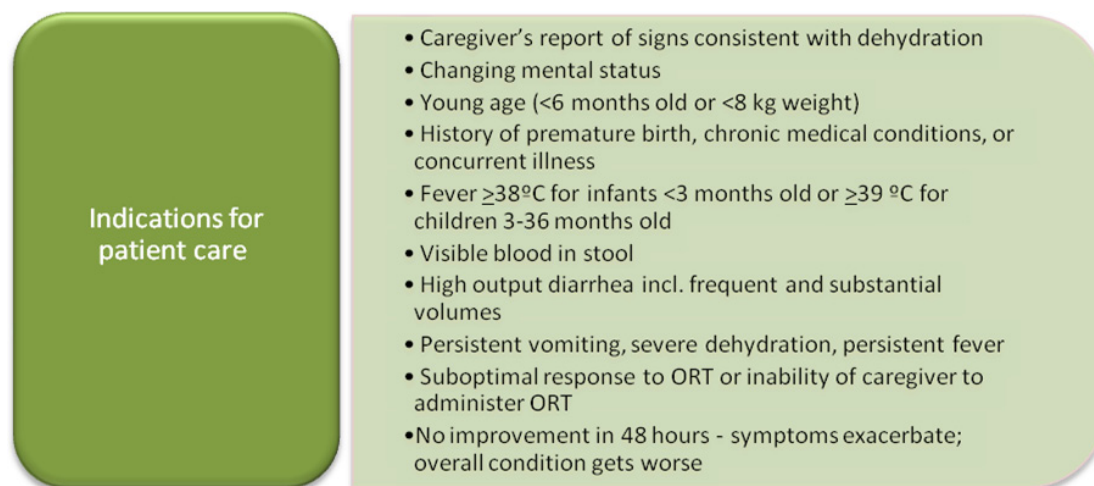 Indications for
patient care
• Caregiver’s report of signs consistent with dehydration
• Changing mental status
• Young age (<6 months old or <8 kg weight)
• History of premature birth, chronic medical conditions, or
concurrent illness
• Fever ≥38ºC for infants <3 months old or ≥39 ºC for
children 3-36 months old
• Visible blood in stool
• High output diarrhea incl. frequent and substantial
volumes
• Persistent vomiting, severe dehydration, persistent fever
• Suboptimal response to ORT or inability of caregiver to
administer ORT
•No improvement in 48 hours - symptoms exacerbate;
overall condition gets worse